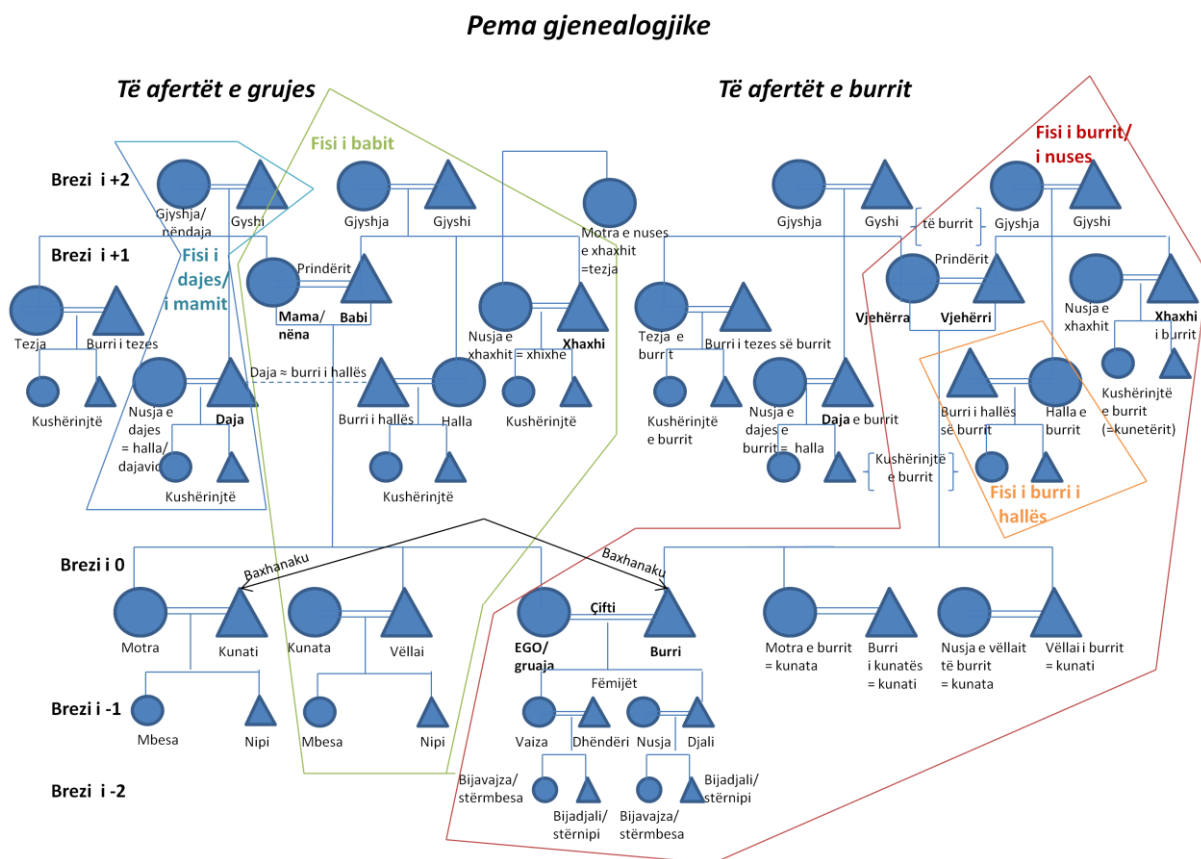 Pema gjenealogjike
Të afertët e grujes
Të afertët e burrit
Brezi i +2
Gjyshja/
nëndaja
Gyshi
Fisi i babit
Gjyshja
Gjyshi
Motra e nuses
e xhaxhit
=tezja
Gjyshja
Gyshi
të burrit
Fisi i burrit/
i nuses
Gjyshja
Gjyshi
Brezi i +1
Fisi i
dajes/
i mamit
Prindërit
Mama/
nëna
Babi
Tezja
Burri i tezes
Nusja e
xhaxhit = xhixhe
Xhaxhi
Tezja e
burrit
Burri i tezes së burrit
Prindërit
Vjehërra
Vjehërri
Nusja e
xhaxhit
Xhaxhi
i burrit
Kushërinjtë
Nusja e
dajes
= halla/
dajavic
Daja
Daja ≈ burri i hallës
Burri i hallës
Halla
Kushërinjtë
Kushërinjtë
e burrit
Nusja e
dajes e
burrit= halla
Daja e burrit
Burri i hallës
së burrit
Halla e
burrit
Kushërinjtë
e burrit
(=kunetërit)
Kushërinjtë
Kushërinjtë
Kushërinjtë
e burrit
Fisi i burri i
hallës
Brezi i 0
Baxhanaku
Baxhanaku
Motra
Kunati
Kunata
Vëllai
Çifti
EGO/
gruaja
Burri
Motra e burrit
= kunata
Burri
i kunatës
= kunati
Nusja e vëllait
të burrit
= kunata
Vëllai i burrit
= kunati
Fëmijët
Brezi i -1
Mbesa
Nipi
Mbesa
Nipi
Vaiza
Dhëndëri
Nusja
Djali
Brezi i -2
Bijavajza/
stërmbesa
Bijadjali/
stërnipi
Bijavajza/
stërmbesa
Bijadjali/
stërnipi